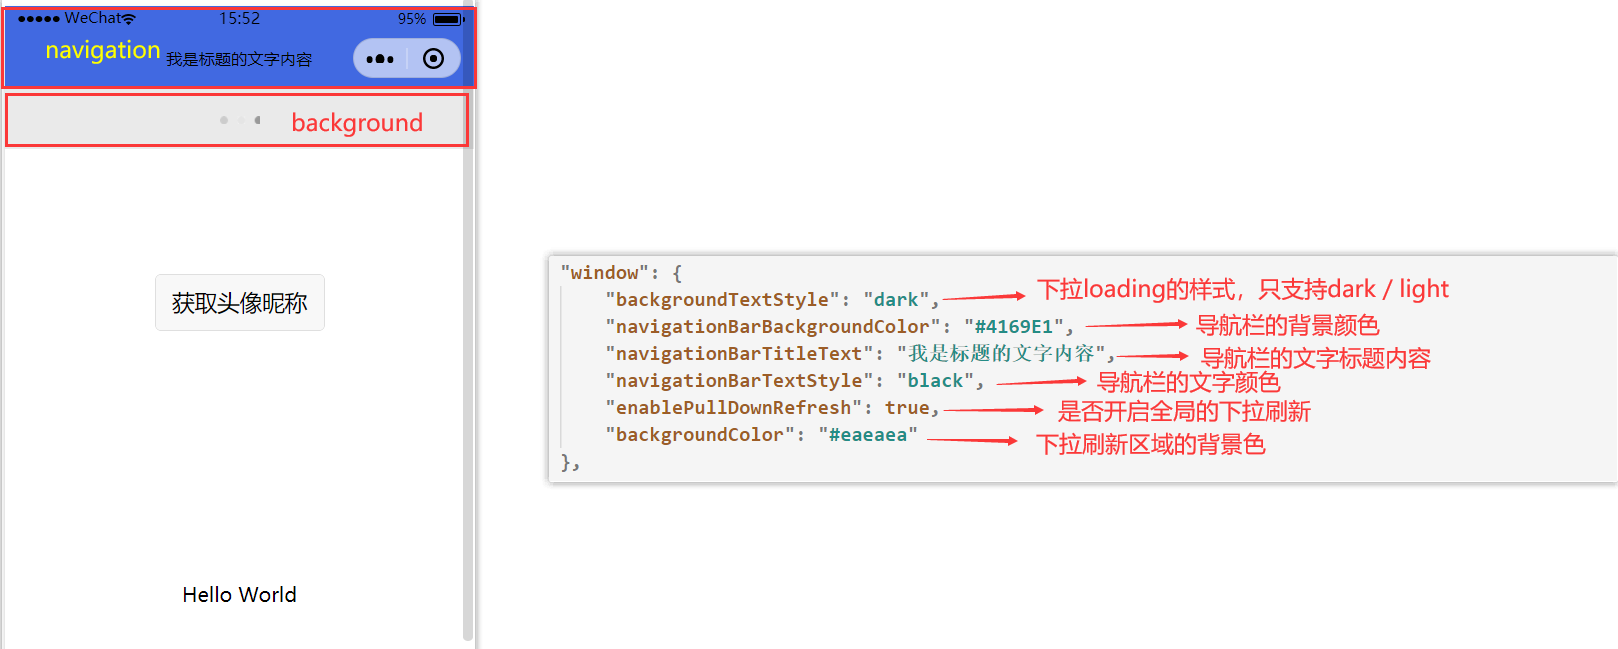 ●●●●● WeChat 15:52 95%
navigation 我是标题的文字内容
background
获取头像昵称
Hello World
"window": {
"backgroundTextStyle": "dark", 下拉loading的样式，只支持dark / light
"navigationBarBackgroundColor": "#4169E1", 导航栏的背景颜色
"navigationBarTitleText": "我是标题的文字内容", 导航栏的文字标题内容
"navigationBarTextStyle": "black", 导航栏的文字颜色
"enablePullDownRefresh": true, 是否开启全局的下拉刷新
"backgroundColor": "#eaeaea" 下拉刷新区域的背景色
},